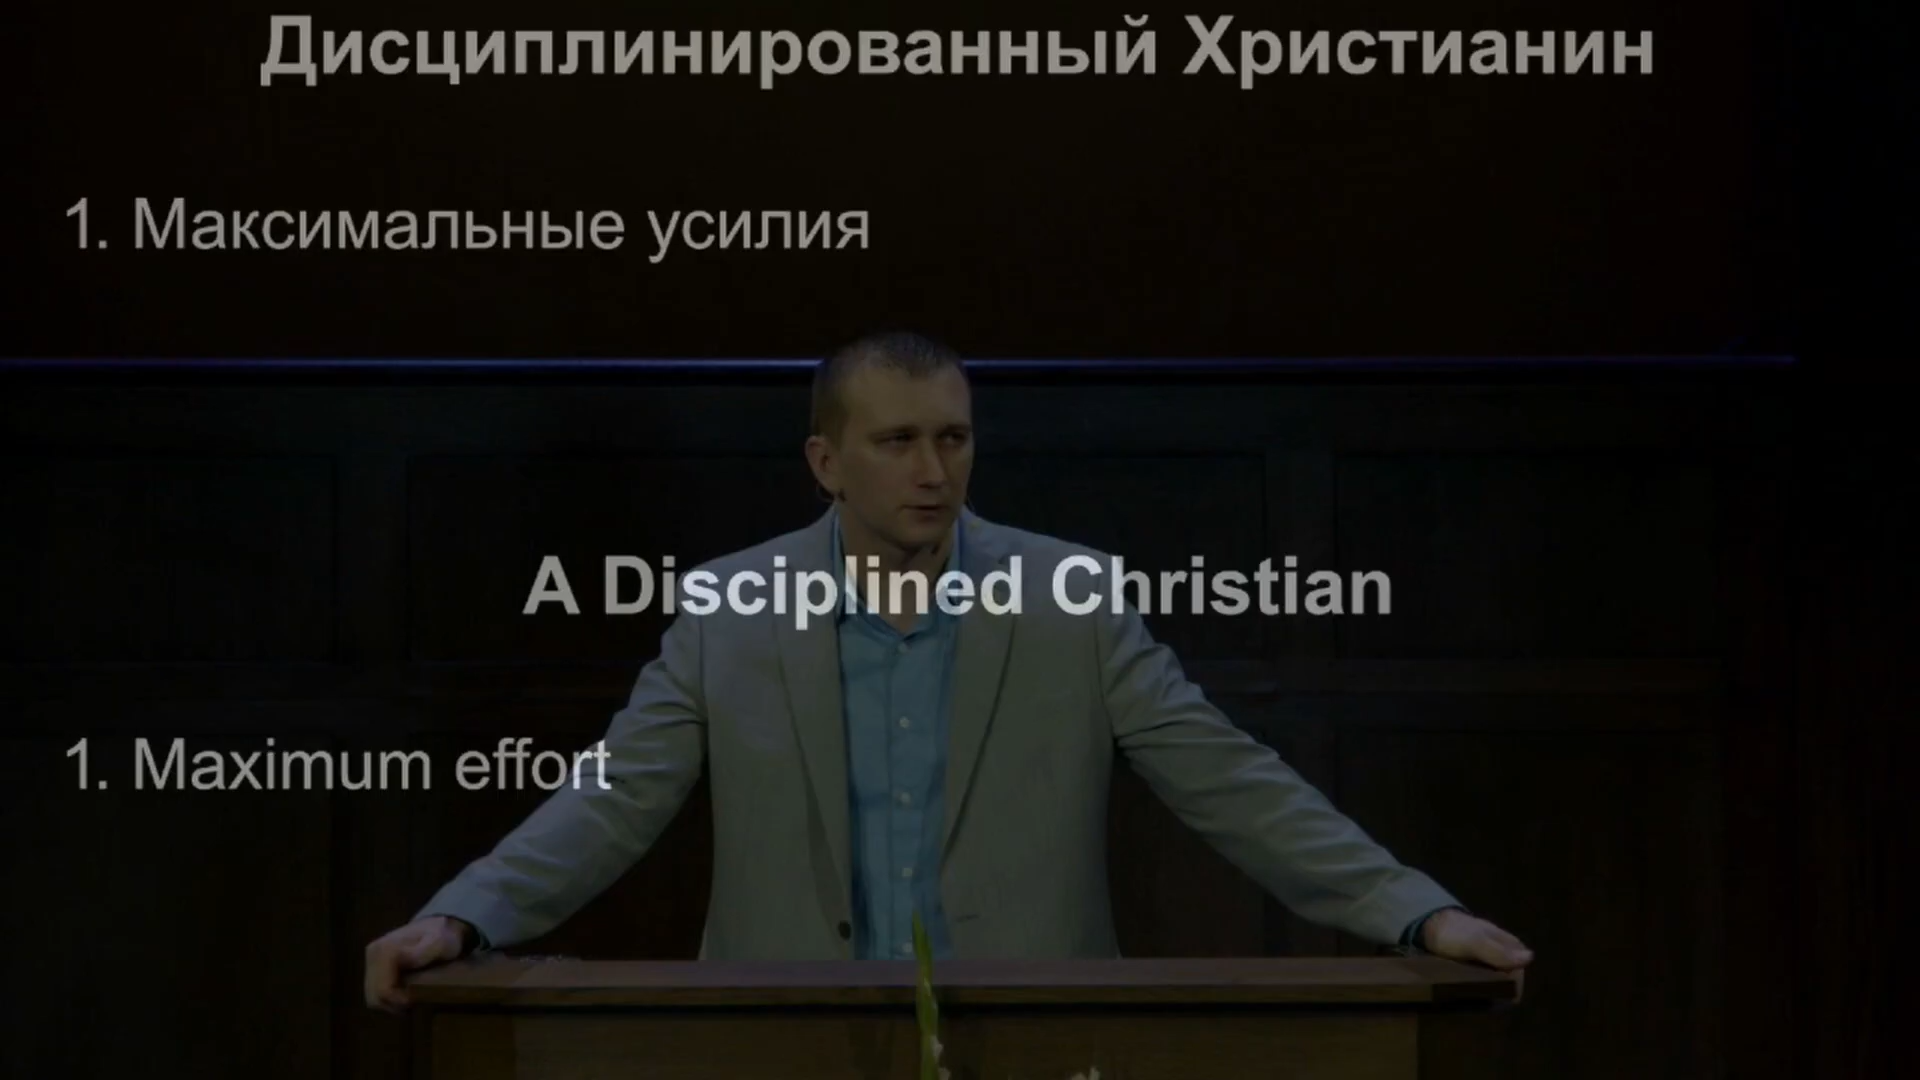 Дисциплинированный Христианин
1. Максимальные усилия
A Disciplined Christian
1. Maximum effort